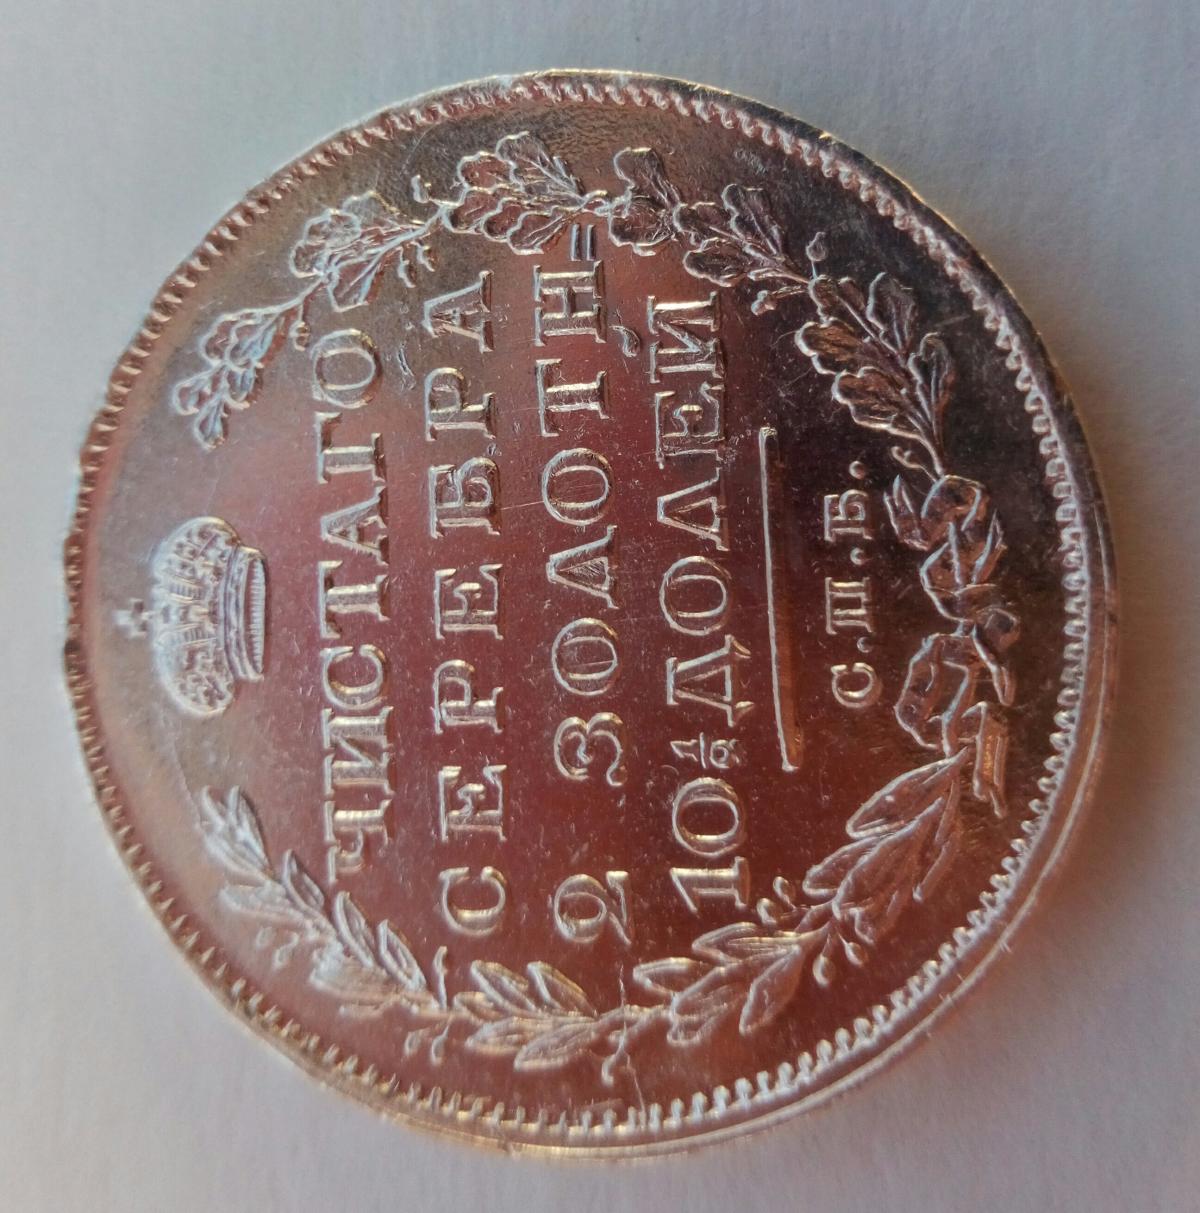 ЧИСТАГО
СЕРЕБРА
2 ЗОЛОТН=
10 ½ ДОЛЕЙ
С.П.Б.